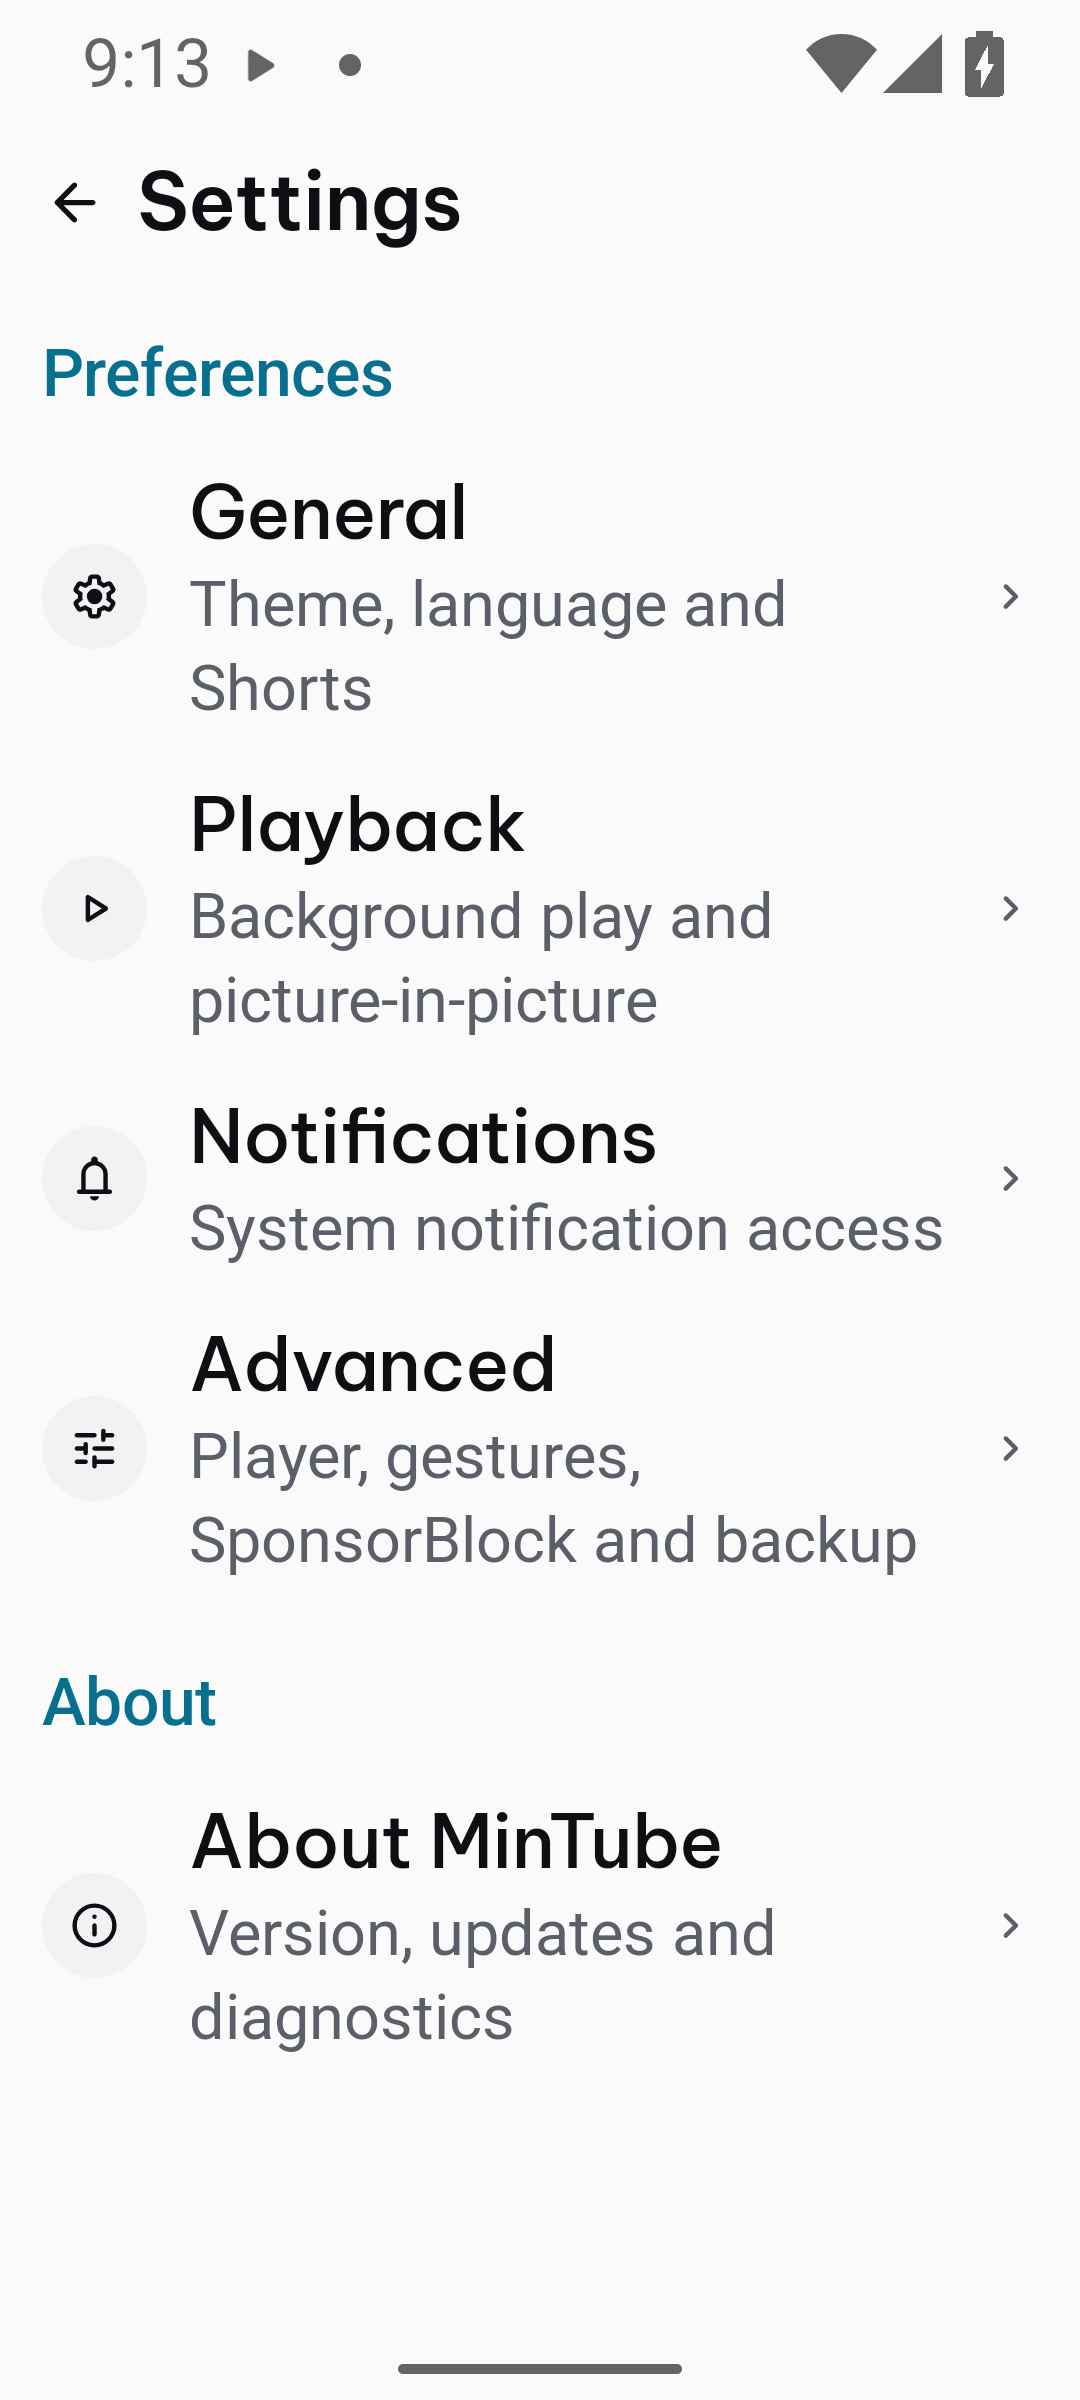 9:13
Settings
Preferences
General
Theme, language and
Shorts
Playback
Background play and
picture-in-picture
Notifications
System notification access
Advanced
Player, gestures,
SponsorBlock and backup
About
About MinTube
Version, updates and
diagnostics